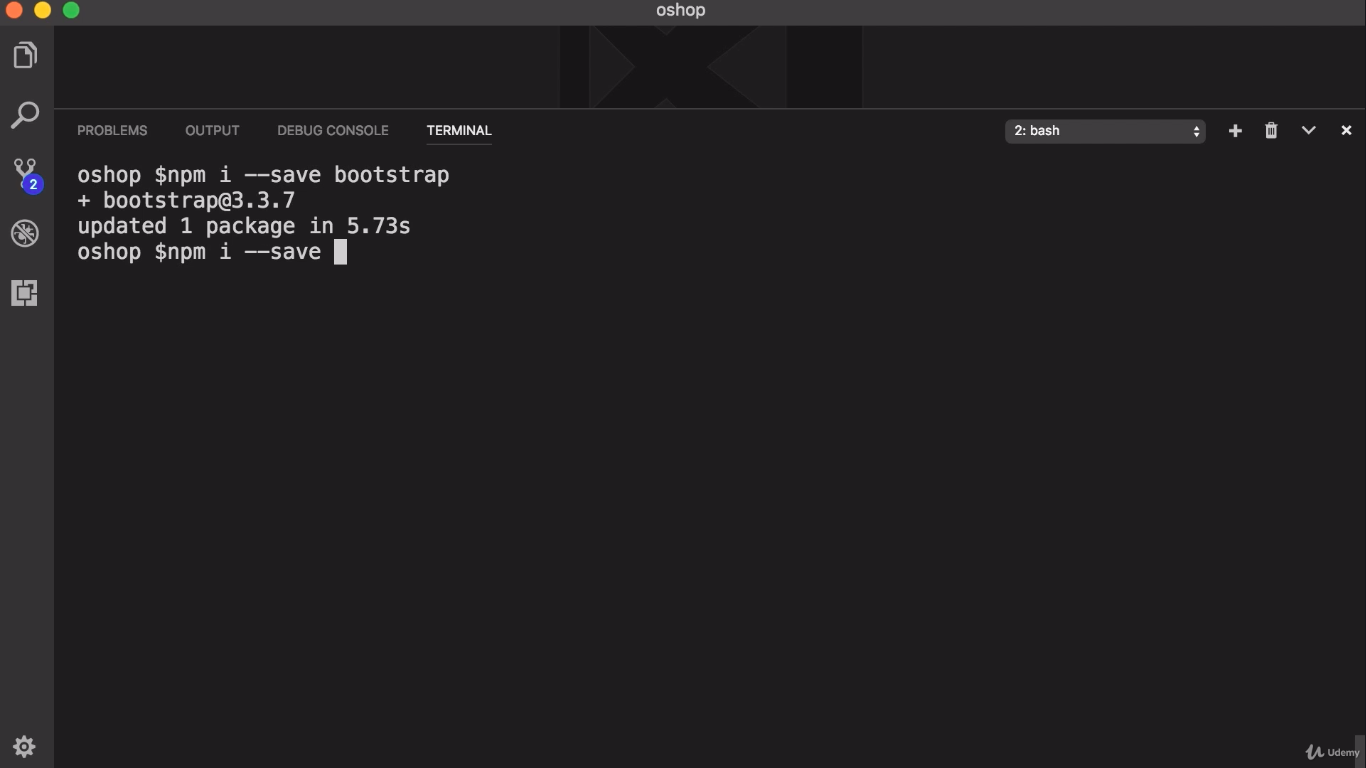 oshop
PROBLEMS OUTPUT DEBUG CONSOLE TERMINAL 2: bash
oshop $npm i --save bootstrap
+ bootstrap@3.3.7
updated 1 package in 5.73s
oshop $npm i --save
2
Udemy